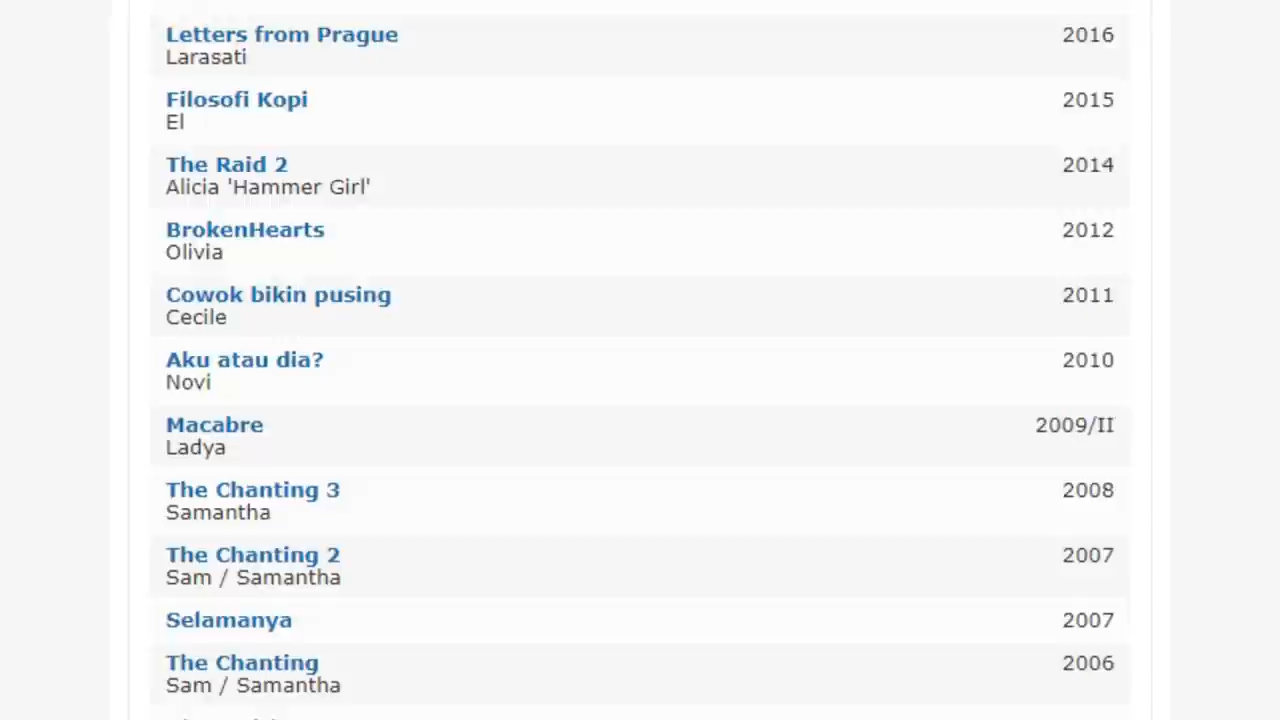 Letters from Prague 2016
Larasati
Filosofi Kopi 2015
El
The Raid 2 2014
Alicia 'Hammer Girl'
BrokenHearts 2012
Olivia
Cowok bikin pusing 2011
Cecile
Aku atau dia? 2010
Novi
Macabre 2009/II
Ladya
The Chanting 3 2008
Samantha
The Chanting 2 2007
Sam / Samantha
Selamanya 2007
The Chanting 2006
Sam / Samantha